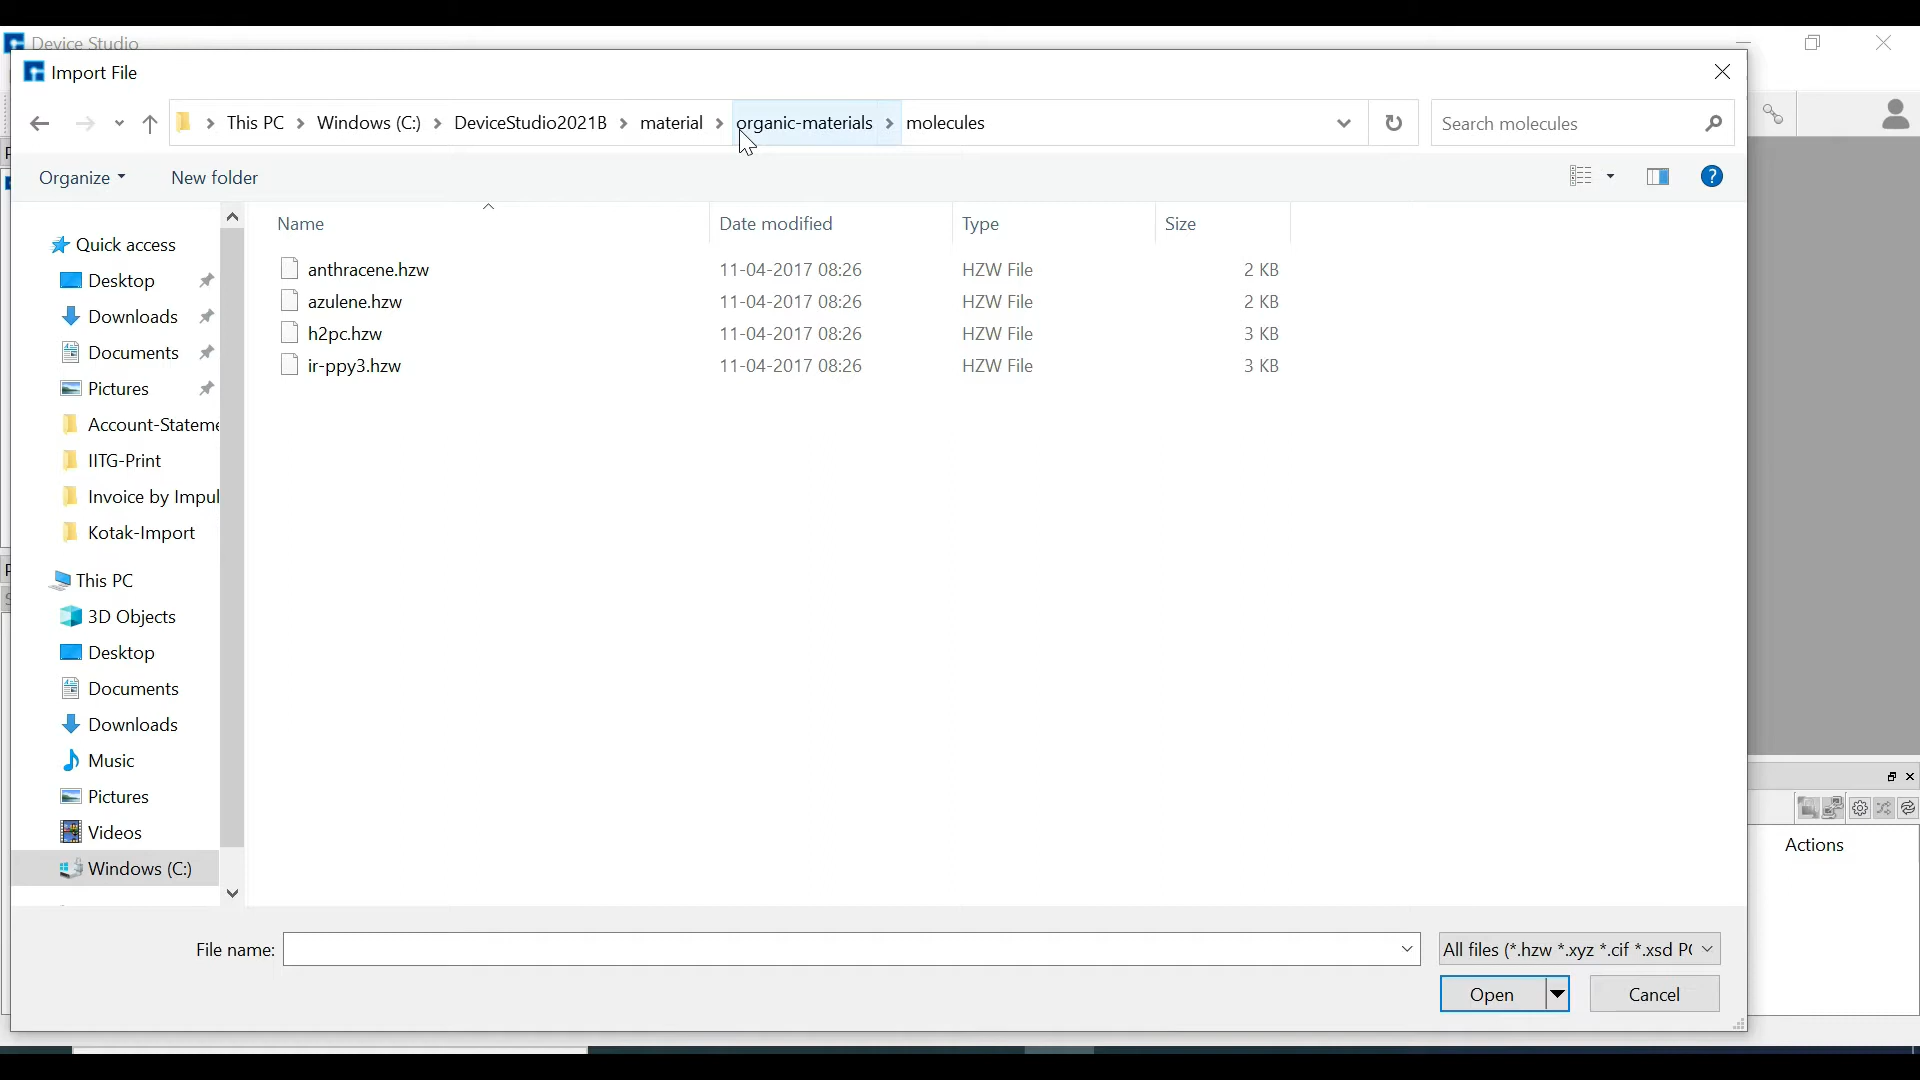 Device Studio
Import File
This PC > Windows (C:) > DeviceStudio2021B > material > organic-materials > molecules
Search molecules
Organize
New folder
Name
Date modified
Type
Size
anthracene.hzw 11-04-2017 08:26 HZW File 2 KB
azulene.hzw 11-04-2017 08:26 HZW File 2 KB
h2pc.hzw 11-04-2017 08:26 HZW File 3 KB
ir-ppy3.hzw 11-04-2017 08:26 HZW File 3 KB
Quick access
Desktop
Downloads
Documents
Pictures
Account-Stateme
IITG-Print
Invoice by Impul
Kotak-Import
This PC
3D Objects
Desktop
Documents
Downloads
Music
Pictures
Videos
Windows (C:)
Actions
File name:
All files (*.hzw *.xyz *.cif *.xsd P
Open
Cancel